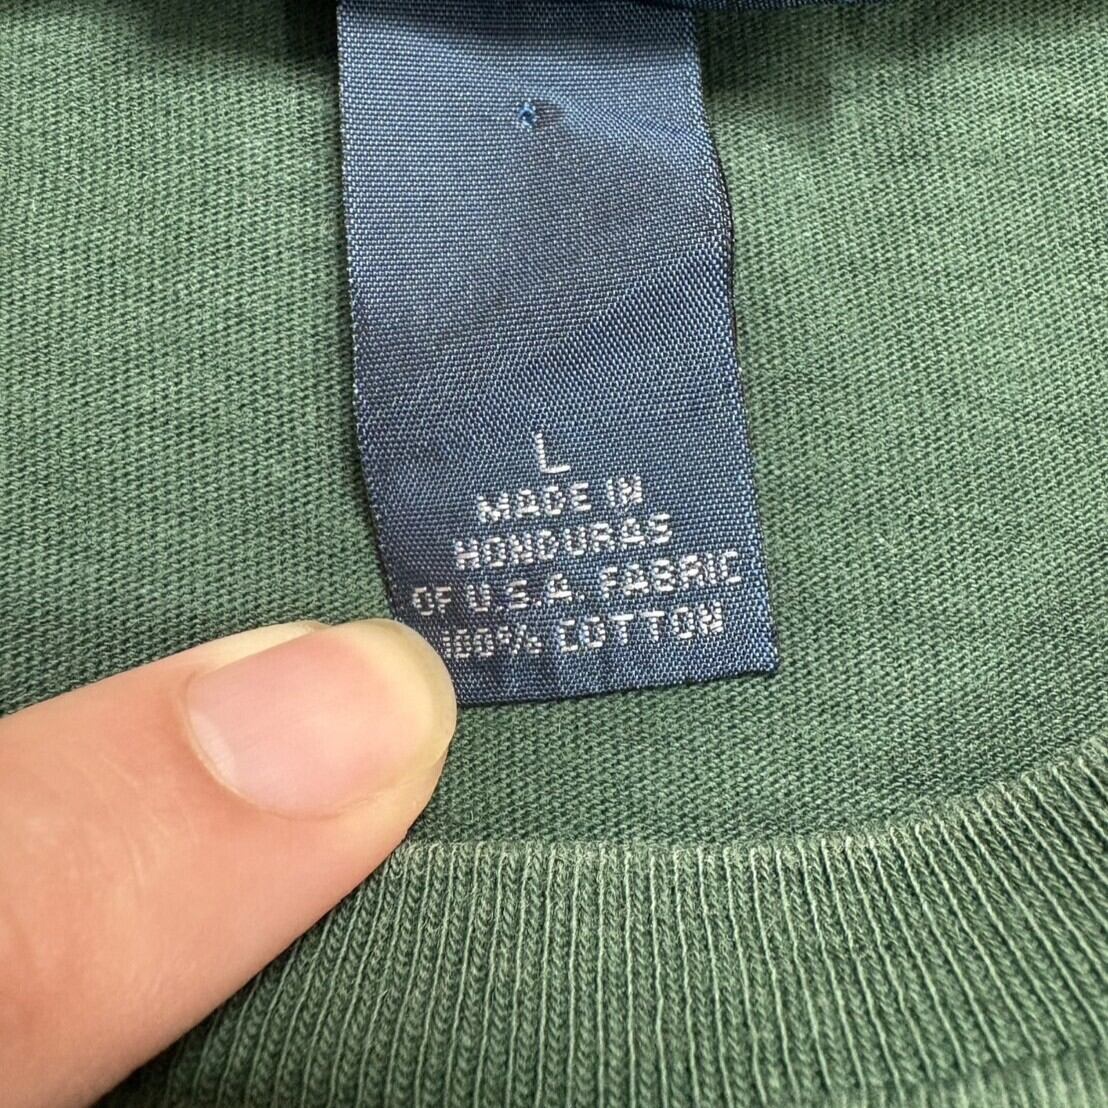 L
MADE IN
HONDURAS
OF U.S.A. FABRIC
100% COTTON